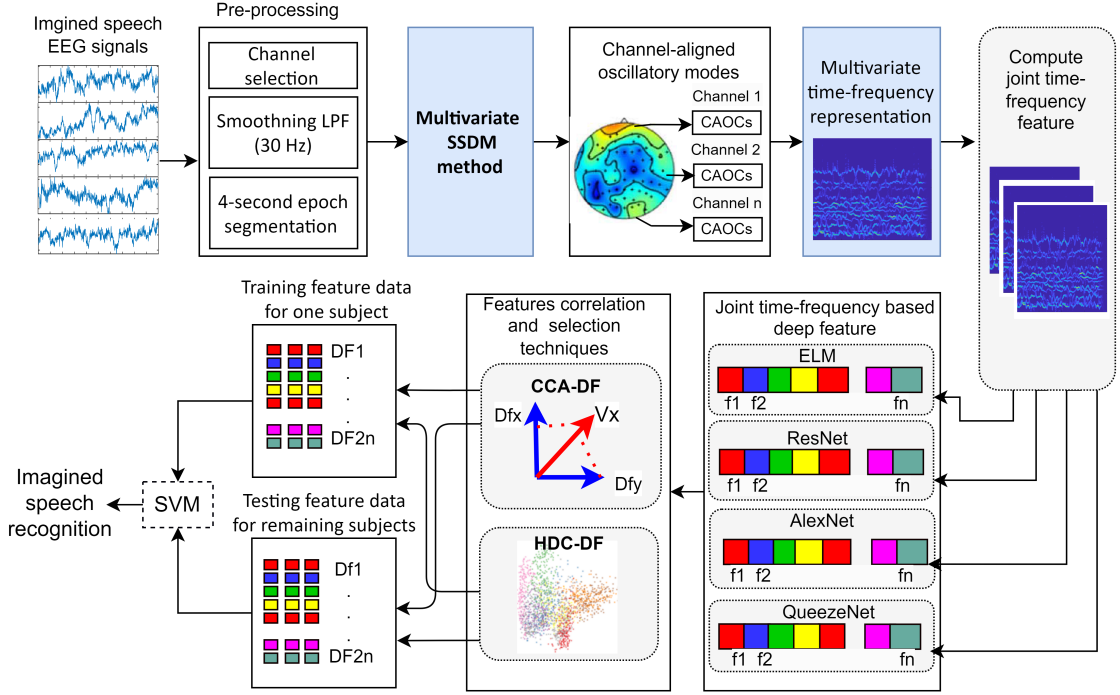 Imgined speech
EEG signals
Pre-processing
Channel
selection
Smoothning LPF
(30 Hz)
4-second epoch
segmentation
Multivariate
SSDM
method
Channel-aligned
oscillatory modes
Channel 1
CAOCs
Channel 2
CAOCs
Channel n
CAOCs
Multivariate
time-frequency
representation
Compute
joint time-
frequency
feature
Training feature data
for one subject
DF1
.
.
DF2n
Features correlation
and selection
techniques
CCA-DF
Dfx
Vx
Dfy
HDC-DF
Joint time-frequency based
deep feature
ELM
f1 f2 fn
ResNet
f1 f2 fn
AlexNet
f1 f2 fn
QueezeNet
f1 f2 fn
Imagined
speech
recognition
SVM
Testing feature data
for remaining subjects
Df1
.
.
DF2n